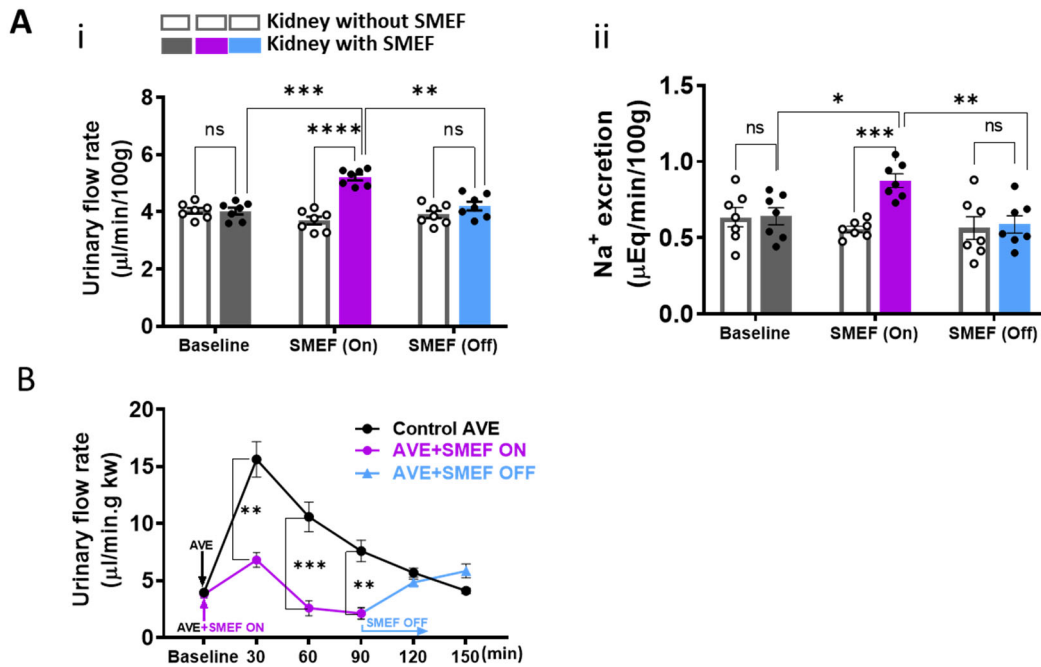 A
i
Kidney without SMEF
Kidney with SMEF
Urinary flow rate
(µl/min/100g)
8
6
4
2
0
ns
***
****
**
ns
Baseline
SMEF (On)
SMEF (Off)
ii
Na⁺ excretion
(µEq/min/100g)
1.5
1.0
0.5
0.0
ns
*
***
**
ns
Baseline
SMEF (On)
SMEF (Off)
B
Urinary flow rate
(µl/min.g kw)
20
15
10
5
0
Control AVE
AVE+SMEF ON
AVE+SMEF OFF
**
***
**
AVE
AVE+SMEF ON
SMEF OFF
Baseline 30 60 90 120 150 (min)